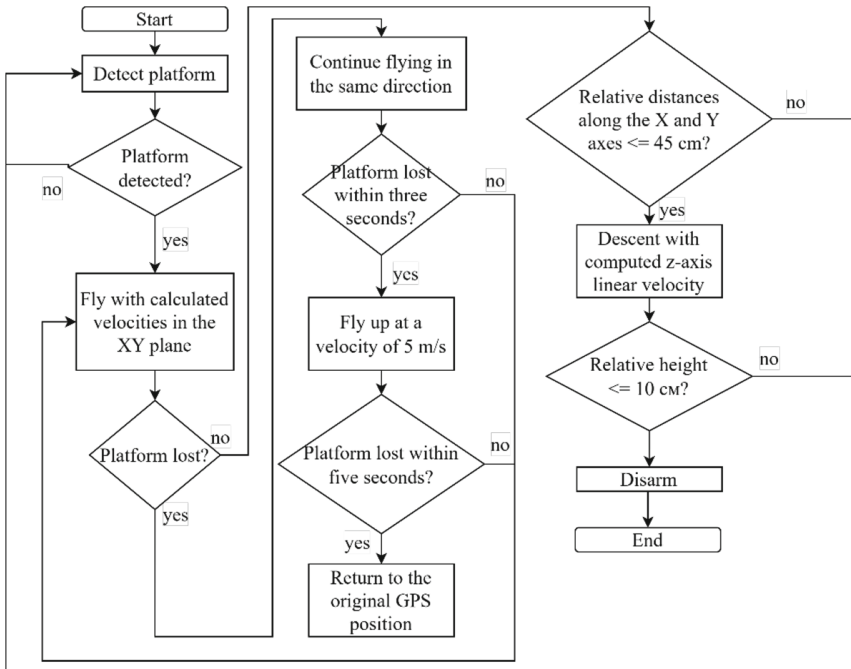 Start
Detect platform
Platform
detected?
no
yes
Fly with calculated
velocities in the
XY plane
Platform lost?
no
yes
Continue flying in
the same direction
Platform lost
within three
seconds?
no
yes
Fly up at a
velocity of 5 m/s
Platform lost within
five seconds?
no
yes
Return to the
original GPS
position
Relative distances
along the X and Y
axes <= 45 cm?
no
yes
Descent with
computed z-axis
linear velocity
Relative height
<= 10 см?
no
yes
Disarm
End